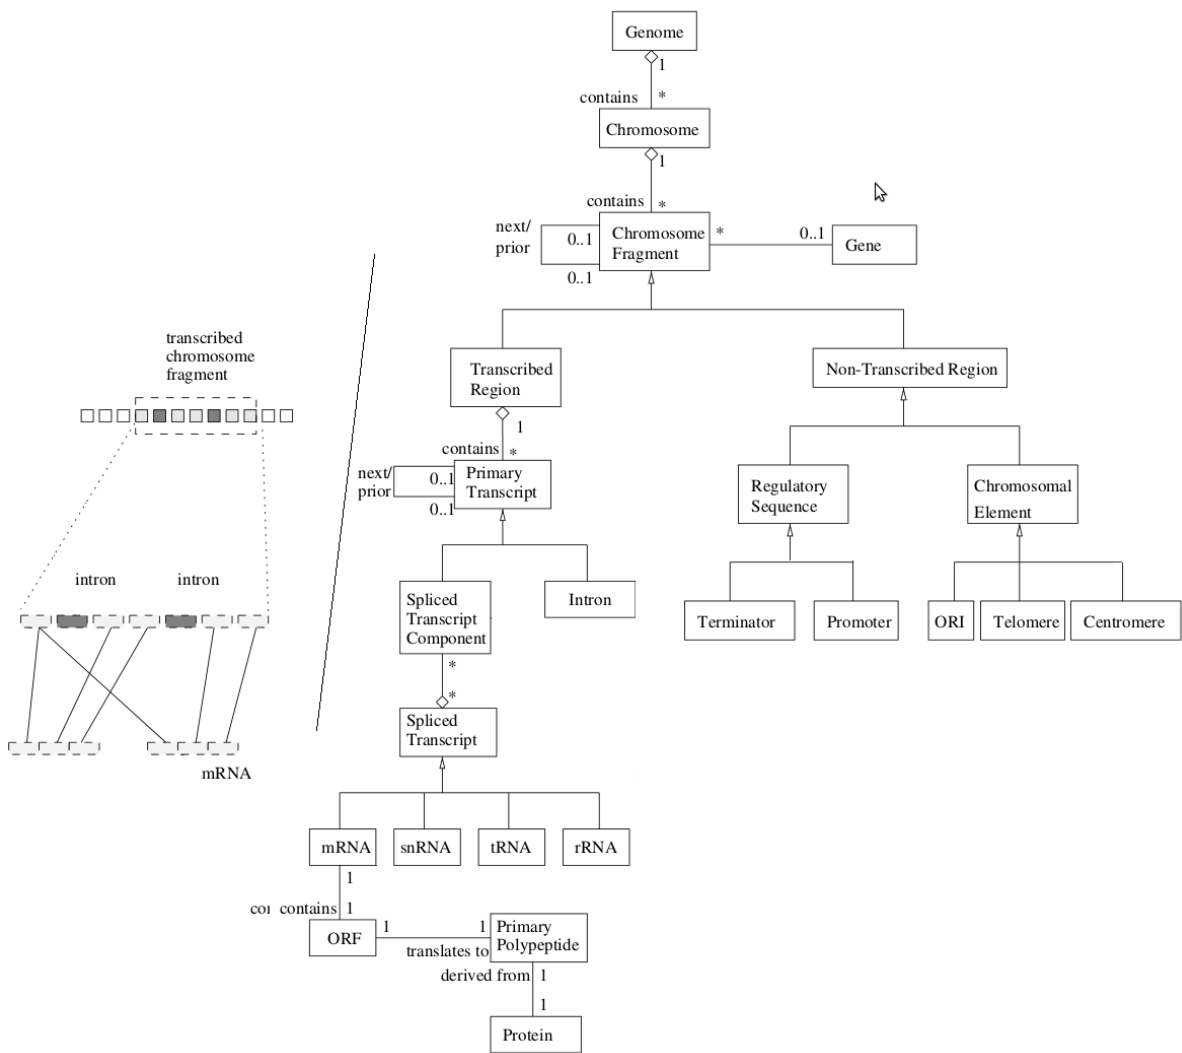 Genome
1
contains *
Chromosome
1
contains *
next/
prior
0..1
0..1
Chromosome
Fragment
* 0..1
Gene
transcribed
chromosome
fragment
Transcribed
Region
Non-Transcribed Region
1
contains *
next/
prior
0..1
0..1
Primary
Transcript
Regulatory
Sequence
Chromosomal
Element
intron intron
Spliced
Transcript
Component
Intron
Terminator
Promoter
ORI
Telomere
Centromere
*
*
Spliced
Transcript
mRNA
mRNA
snRNA
tRNA
rRNA
1
contains 1
ORF
1 1
translates to
Primary
Polypeptide
derived from 1
1
Protein